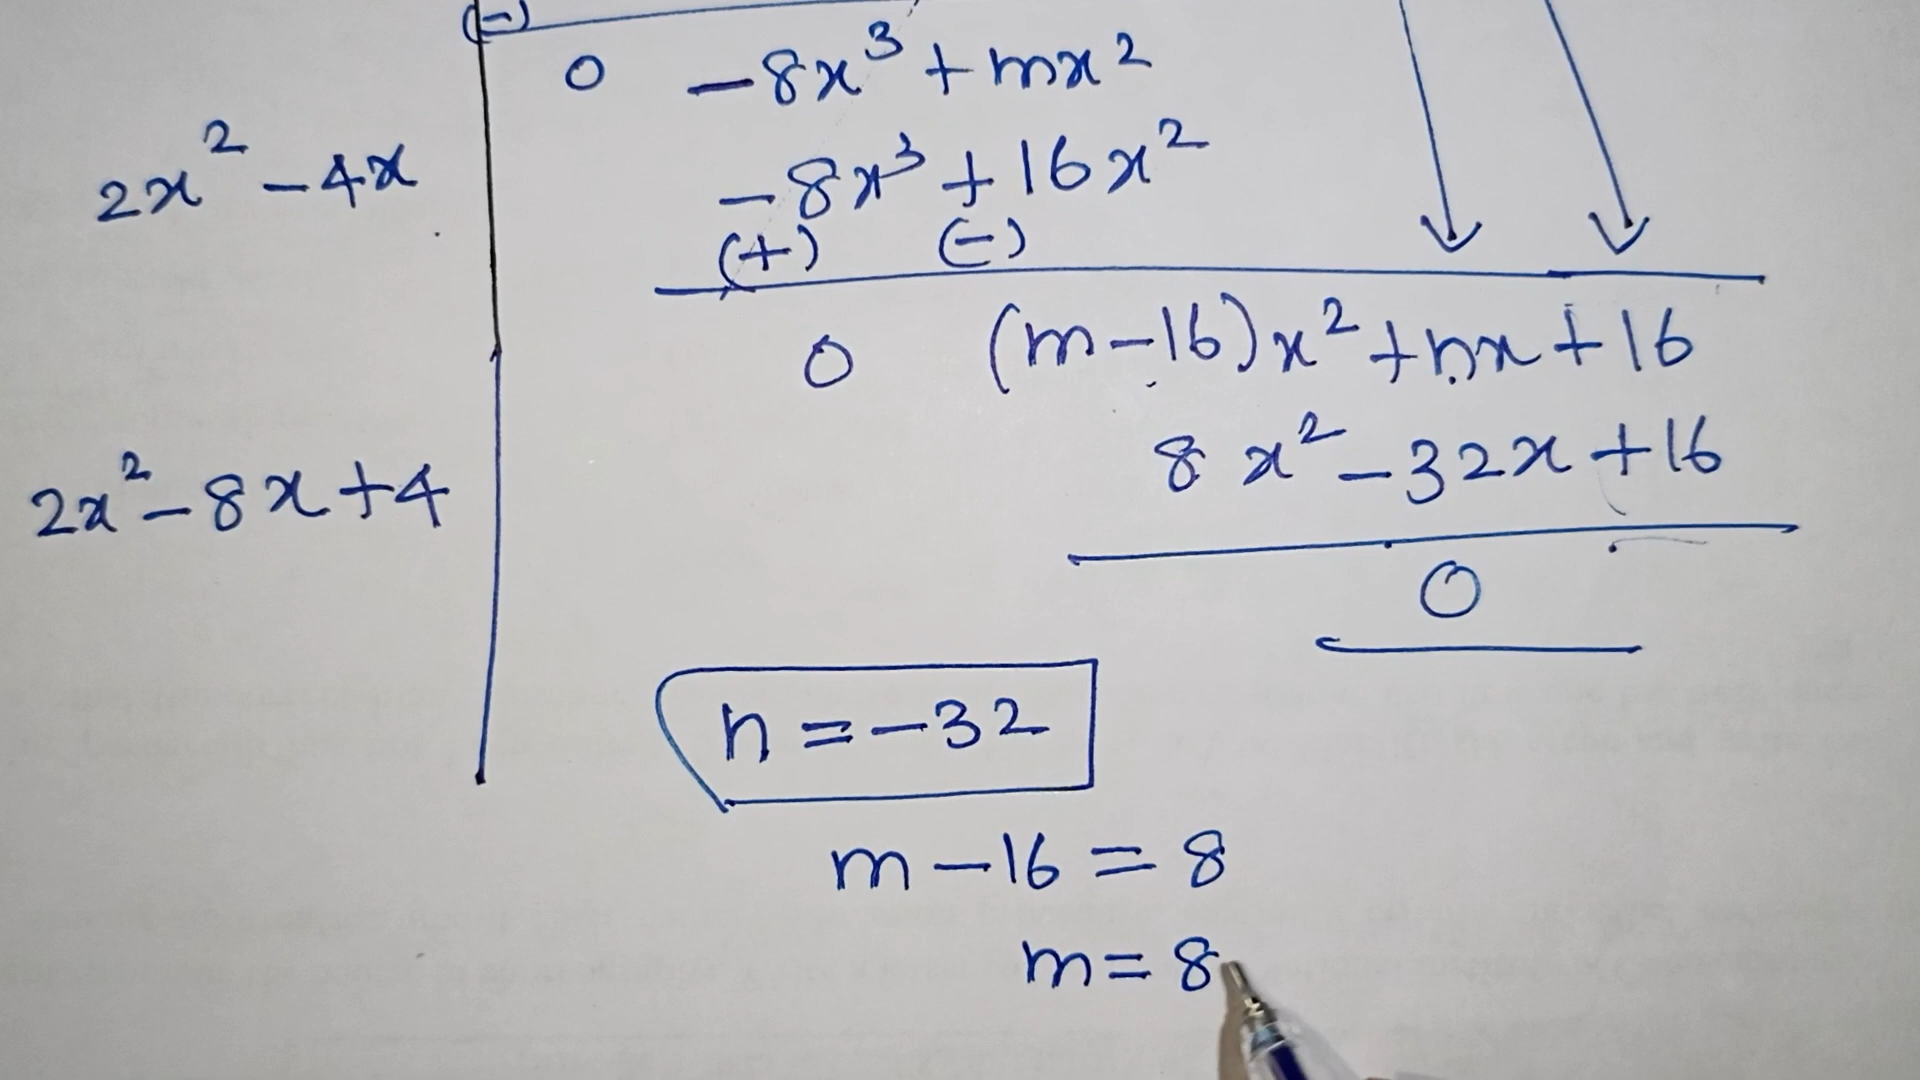 (-)
0 -8x³ + mx²
2x² - 4x
-8x³ + 16x²
(+) (-)
0 (m-16)x² + nx + 16
2x² - 8x + 4
8x² - 32x + 16
0
n = -32
m - 16 = 8
m = 8